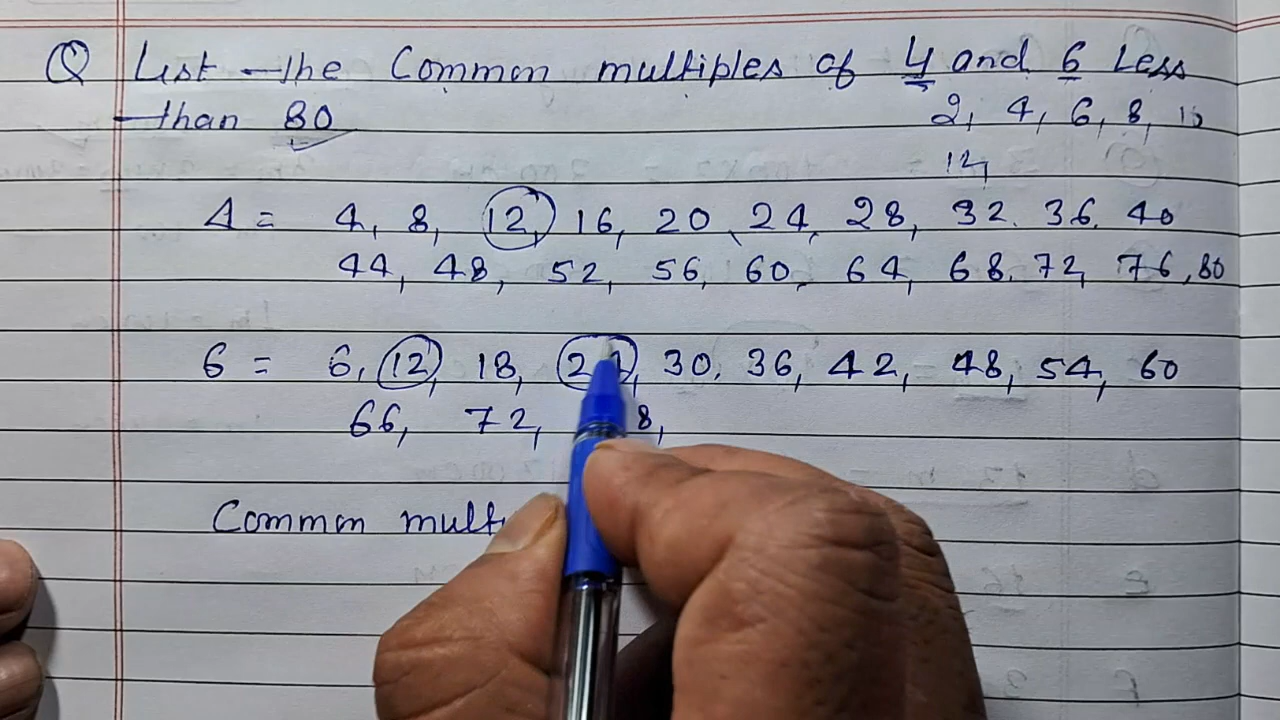 Q List the Common multiples of 4 and 6 Less
than 80
2, 4, 6, 8, 10
12,
4 = 4, 8, 12, 16, 20, 24, 28, 32, 36, 40
44, 48, 52, 56, 60, 64, 68, 72, 76, 80
6 = 6, 12, 18, 24, 30, 36, 42, 48, 54, 60
66, 72, 8,
Common